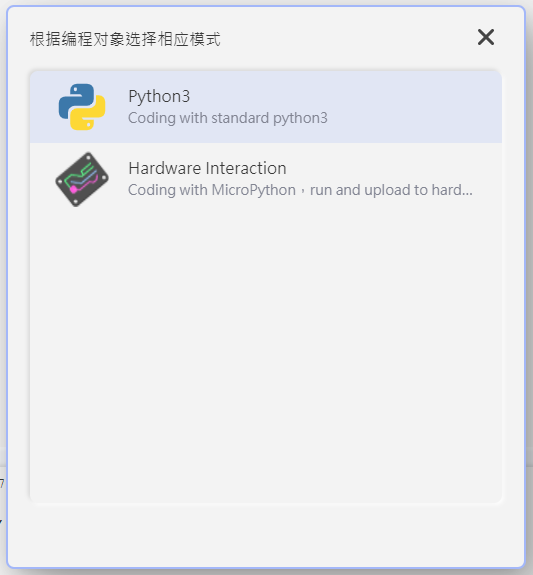 根据编程对象选择相应模式
Python3
Coding with standard python3
Hardware Interaction
Coding with MicroPython，run and upload to hard...
7